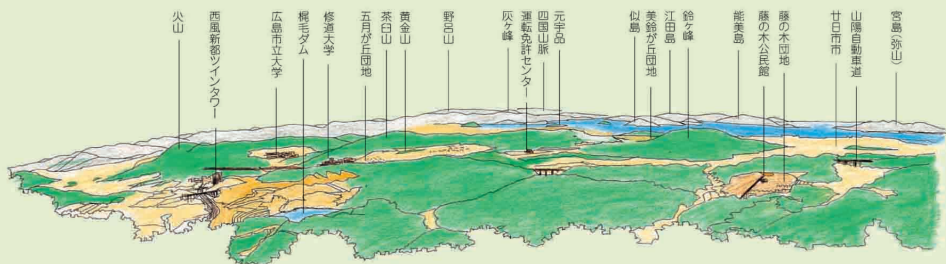 火山
西風新都ツインタワー
広島市立大学
梶毛ダム
修道大学
五月が丘団地
茶臼山
黄金山
野呂山
灰ヶ峰
運転免許センター
四国山脈
元宇品
似島
美鈴が丘団地
江田島
鈴ヶ峰
能美島
藤の木公民館
藤の木団地
廿日市市
山陽自動車道
宮島(弥山)